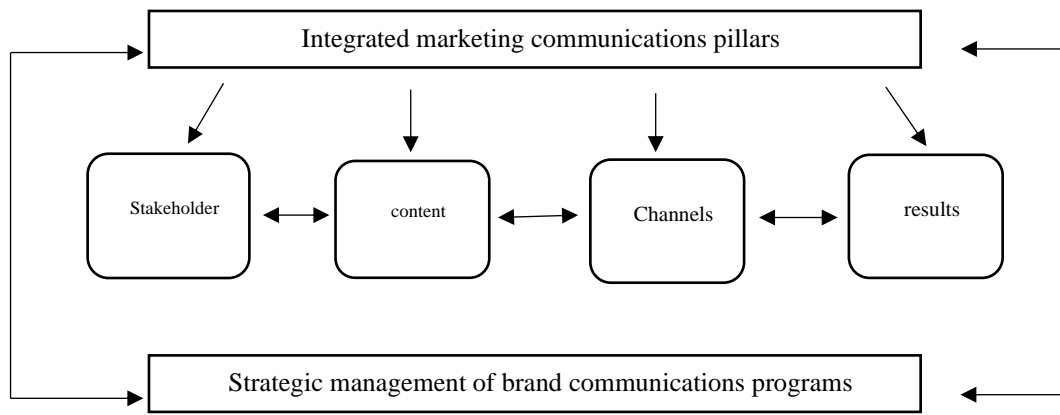 Integrated marketing communications pillars
Stakeholder
content
Channels
results
Strategic management of brand communications programs